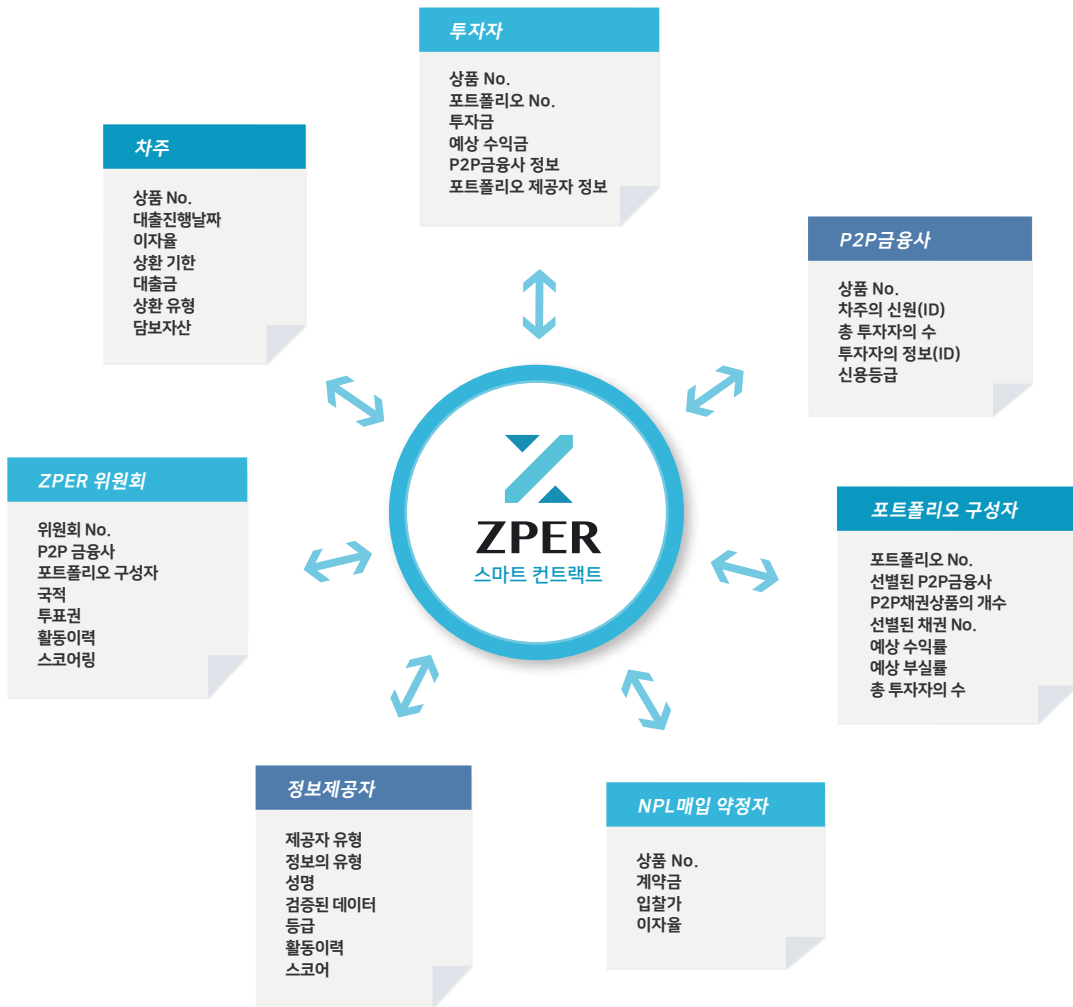 투자자
상품 No.
포트폴리오 No.
투자금
예상 수익금
P2P금융사 정보
포트폴리오 제공자 정보
차주
상품 No.
대출진행날짜
이자율
상환 기한
대출금
상환 유형
담보자산
P2P금융사
상품 No.
차주의 신원(ID)
총 투자자의 수
투자자의 정보(ID)
신용등급
ZPER
스마트 컨트랙트
ZPER 위원회
위원회 No.
P2P 금융사
포트폴리오 구성자
국적
투표권
활동이력
스코어링
포트폴리오 구성자
포트폴리오 No.
선별된 P2P금융사
P2P채권상품의 개수
선별된 채권 No.
예상 수익률
예상 부실률
총 투자자의 수
정보제공자
제공자 유형
정보의 유형
성명
검증된 데이터
등급
활동이력
스코어
NPL매입 약정자
상품 No.
계약금
입찰가
이자율